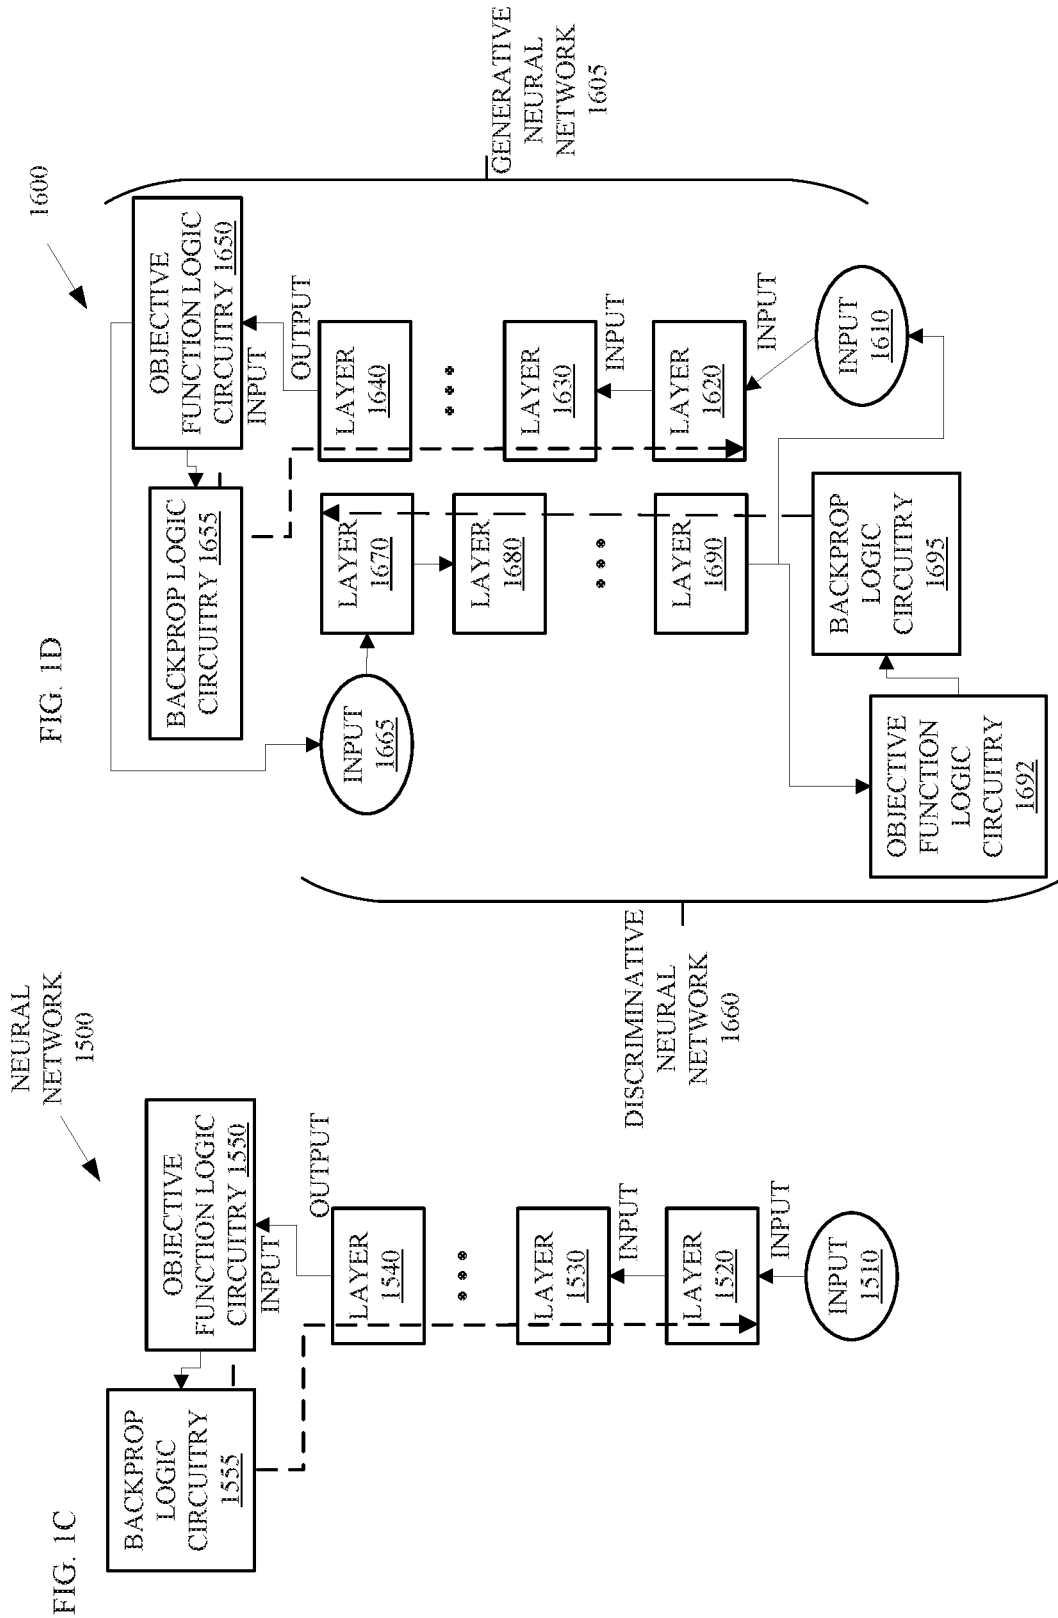 FIG. 1C
NEURAL
NETWORK
1500
BACKPROP
LOGIC
CIRCUITRY
1555
OBJECTIVE
FUNCTION LOGIC
CIRCUITRY 1550
INPUT
OUTPUT
LAYER
1540
LAYER
1530
INPUT
LAYER
1520
INPUT
INPUT
1510
FIG. 1D
1600
BACKPROP LOGIC
CIRCUITRY 1655
OBJECTIVE
FUNCTION LOGIC
CIRCUITRY 1650
INPUT
OUTPUT
INPUT
1665
LAYER
1670
LAYER
1640
LAYER
1680
LAYER
1630
INPUT
LAYER
1690
LAYER
1620
INPUT
INPUT
1610
OBJECTIVE
FUNCTION
LOGIC
CIRCUITRY
1692
BACKPROP
LOGIC
CIRCUITRY
1695
DISCRIMINATIVE
NEURAL
NETWORK
1660
GENERATIVE
NEURAL
NETWORK
1605